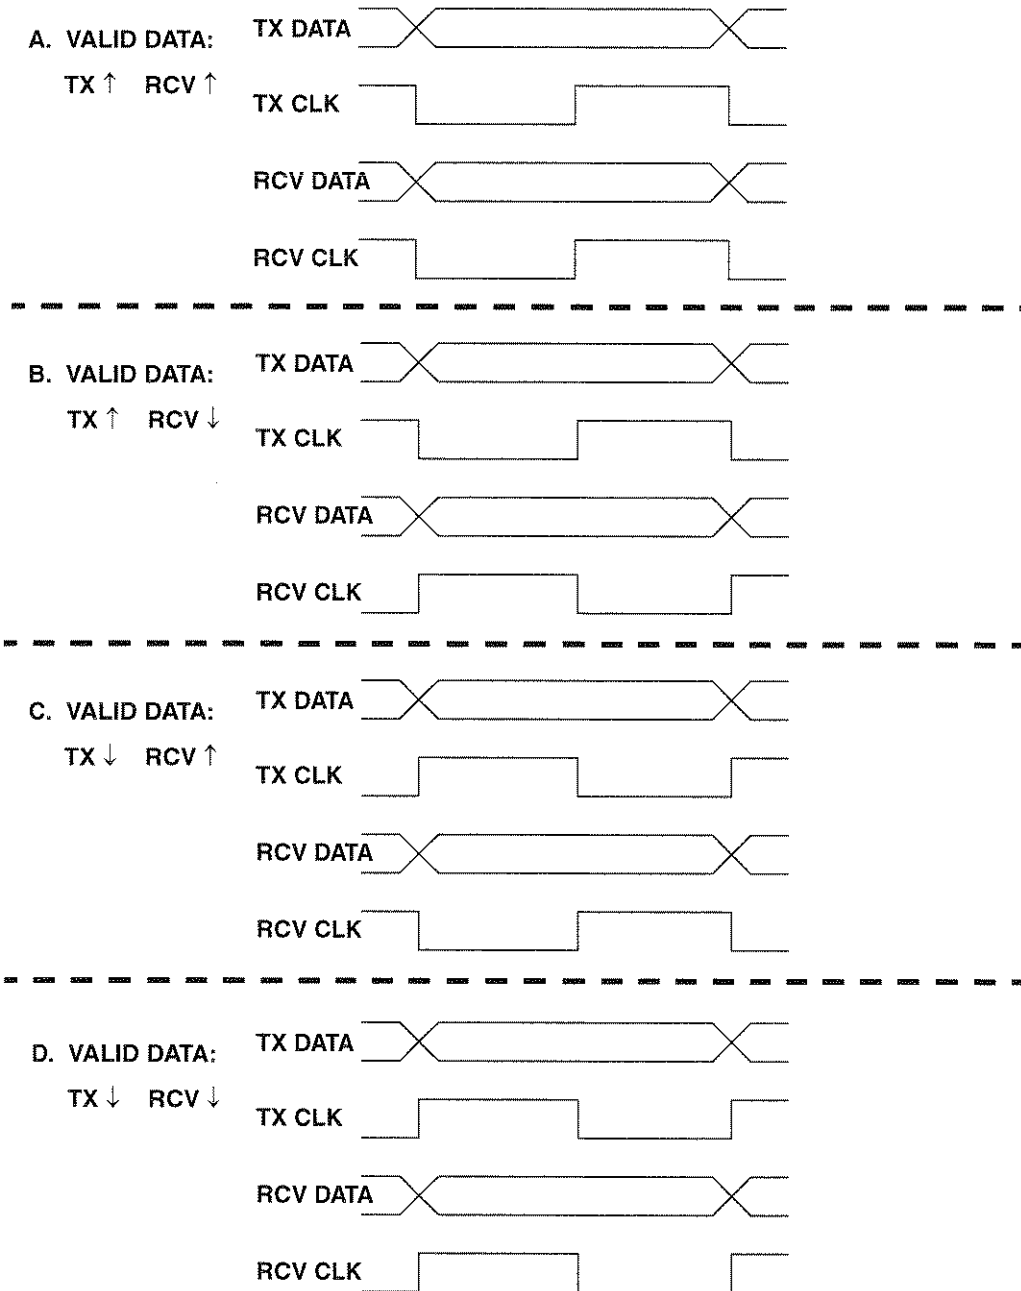 A. VALID DATA:
TX ↑ RCV ↑
TX DATA
TX CLK
RCV DATA
RCV CLK
B. VALID DATA:
TX ↑ RCV ↓
TX DATA
TX CLK
RCV DATA
RCV CLK
C. VALID DATA:
TX ↓ RCV ↑
TX DATA
TX CLK
RCV DATA
RCV CLK
D. VALID DATA:
TX ↓ RCV ↓
TX DATA
TX CLK
RCV DATA
RCV CLK